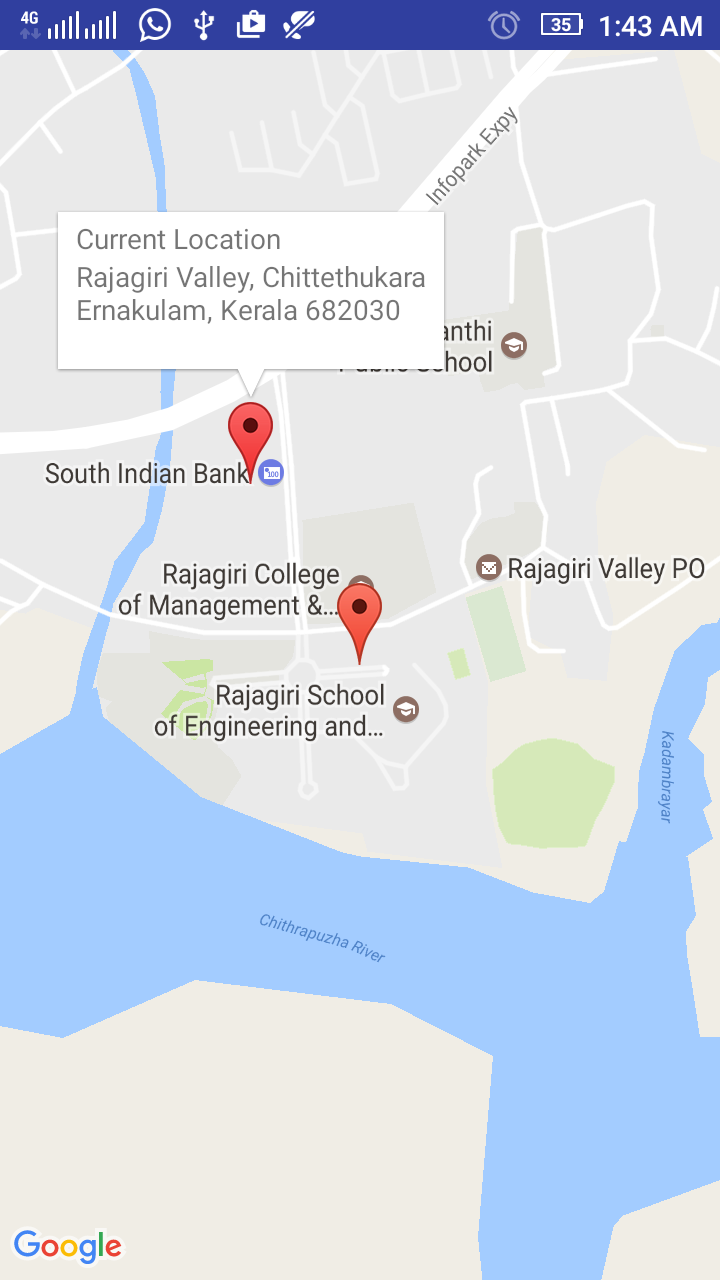 4G
35
1:43 AM
Infopark Expy
Current Location
Rajagiri Valley, Chittethukara
Ernakulam, Kerala 682030
School
South Indian Bank
100
Rajagiri College
of Management &...
Rajagiri Valley PO
Rajagiri School
of Engineering and...
Kadambrayar
Chithrapuzha River
Google